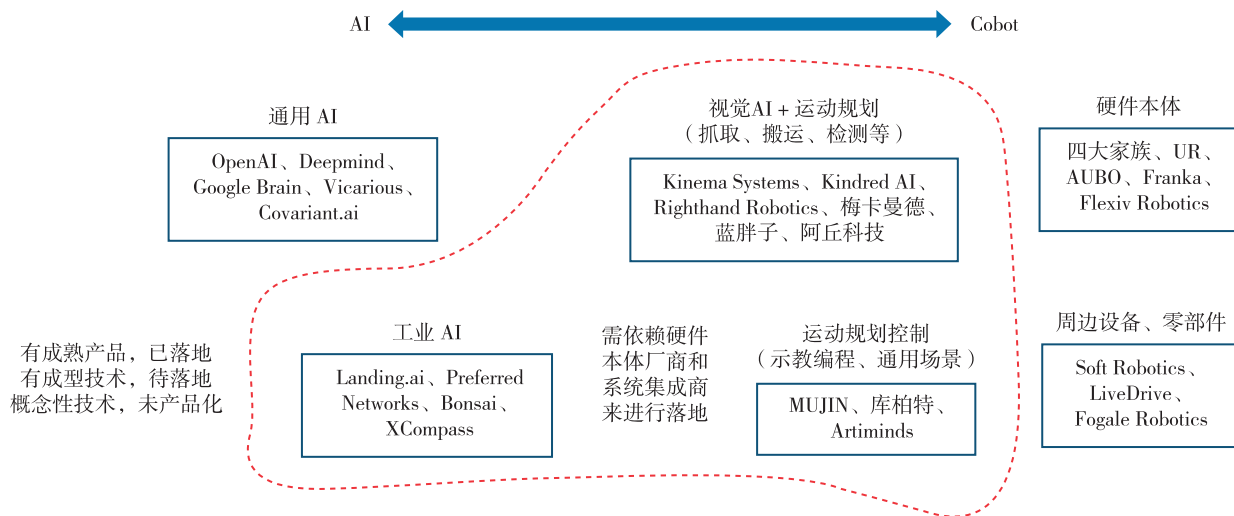 AI
Cobot
通用 AI
OpenAI、Deepmind、
Google Brain、Vicarious、
Covariant.ai
视觉AI + 运动规划
（抓取、搬运、检测等）
Kinema Systems、Kindred AI、
Righthand Robotics、梅卡曼德、
蓝胖子、阿丘科技
硬件本体
四大家族、UR、
AUBO、Franka、
Flexiv Robotics
有成熟产品，已落地
有成型技术，待落地
概念性技术，未产品化
工业 AI
Landing.ai、Preferred
Networks、Bonsai、
XCompass
需依赖硬件
本体厂商和
系统集成商
来进行落地
运动规划控制
（示教编程、通用场景）
MUJIN、库柏特、
Artiminds
周边设备、零部件
Soft Robotics、
LiveDrive、
Fogale Robotics